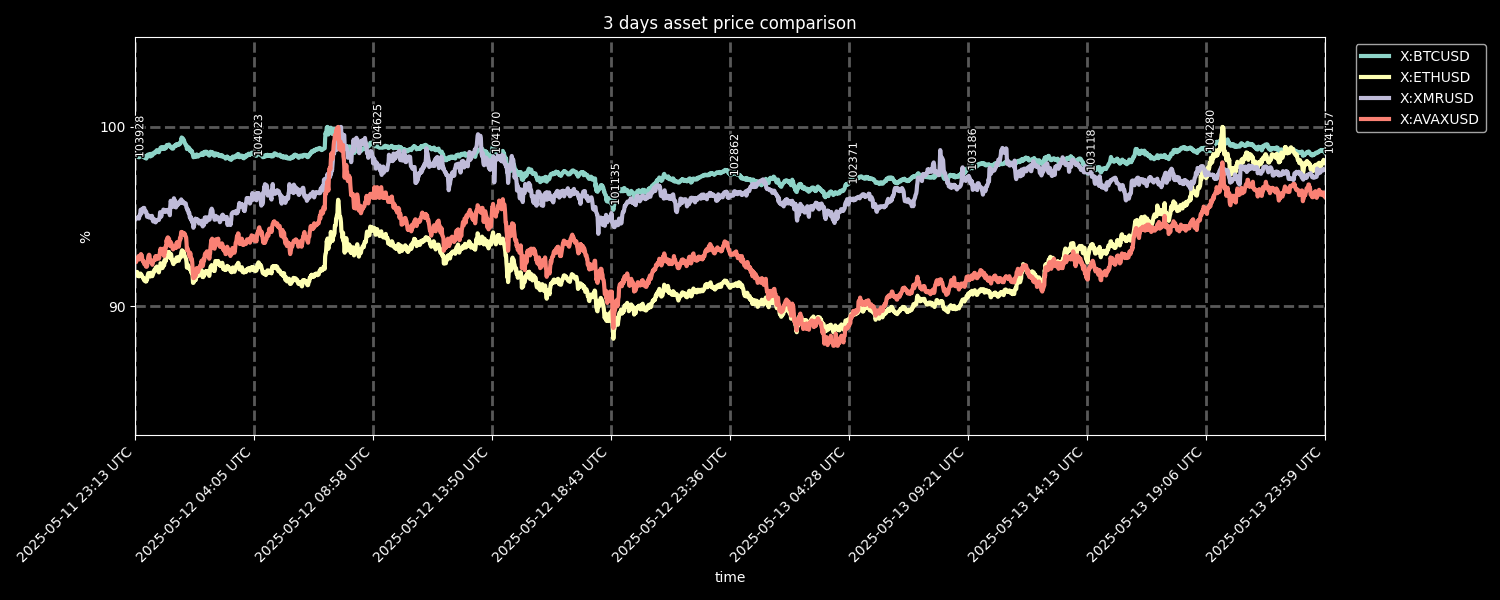 3 days asset price comparison
X:BTCUSD
X:ETHUSD
X:XMRUSD
X:AVAXUSD
%
100
90
103928
104023
104625
104170
101135
102862
102371
103186
103118
104280
104157
2025-05-11 23:13 UTC
2025-05-12 04:05 UTC
2025-05-12 08:58 UTC
2025-05-12 13:50 UTC
2025-05-12 18:43 UTC
2025-05-12 23:36 UTC
2025-05-13 04:28 UTC
2025-05-13 09:21 UTC
2025-05-13 14:13 UTC
2025-05-13 19:06 UTC
2025-05-13 23:59 UTC
time